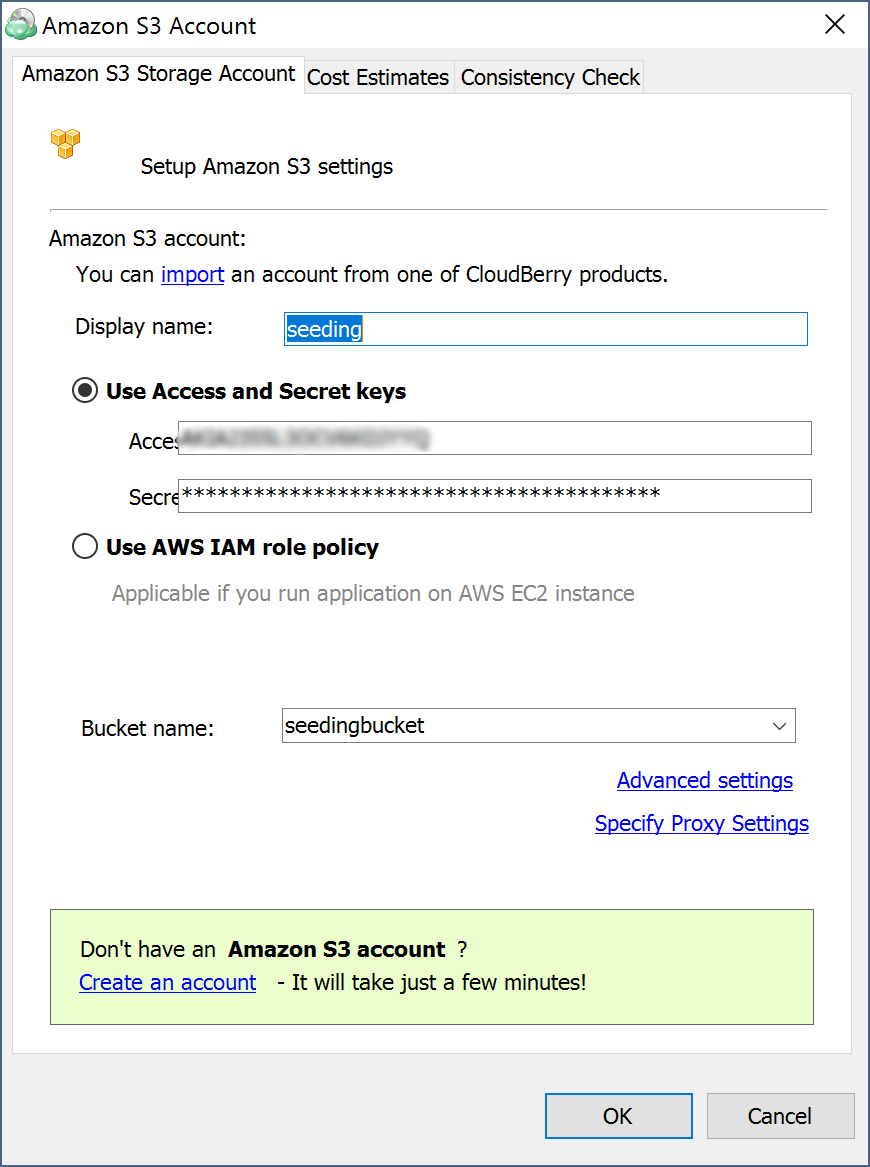 Amazon S3 Account
Amazon S3 Storage Account Cost Estimates Consistency Check
Setup Amazon S3 settings
Amazon S3 account:
You can import an account from one of CloudBerry products.
Display name: seeding
Use Access and Secret keys
Acces
Secre ****************************************
Use AWS IAM role policy
Applicable if you run application on AWS EC2 instance
Bucket name: seedingbucket
Advanced settings
Specify Proxy Settings
Don't have an Amazon S3 account ?
Create an account - It will take just a few minutes!
OK Cancel